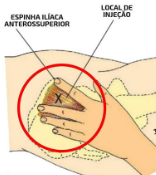 ESPINHA ILÍACA
ANTEROSSUPERIOR
LOCAL DE
INJEÇÃO
X